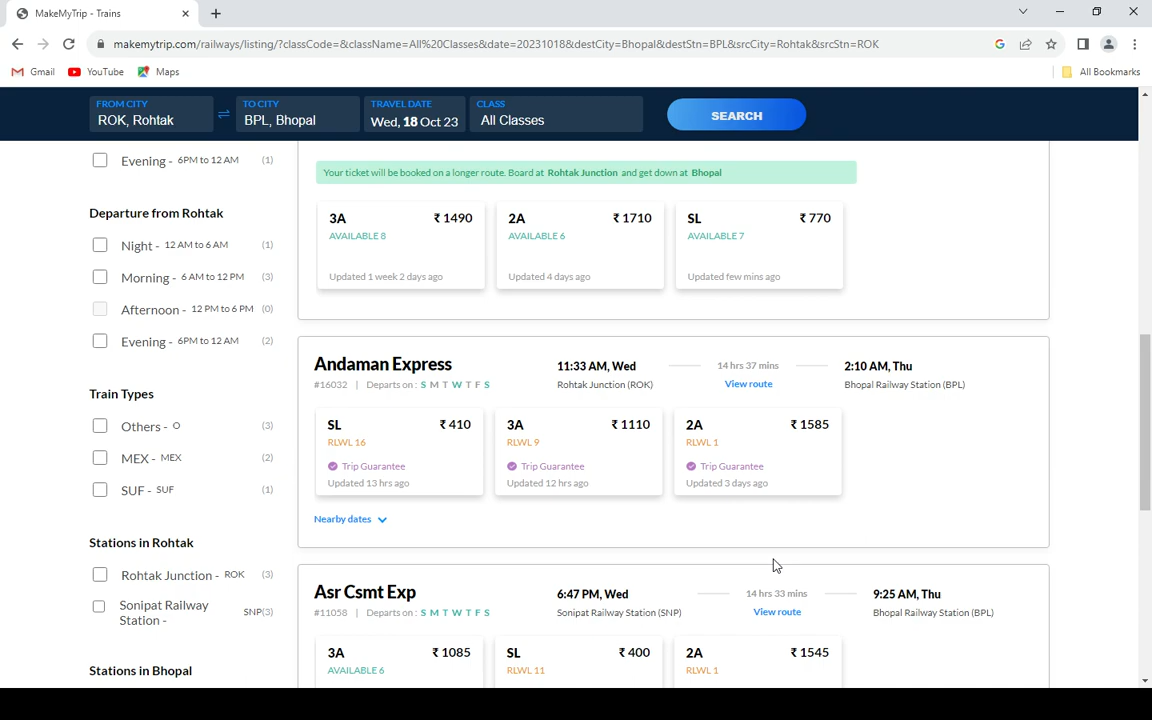 MakeMyTrip - Trains
makemytrip.com/railways/listing/?classCode=&className=All%20Classes&date=20231018&destCity=Bhopal&destStn=BPL&srcCity=Rohtak&srcStn=ROK
Gmail YouTube Maps All Bookmarks
FROM CITY TO CITY TRAVEL DATE CLASS
ROK, Rohtak BPL, Bhopal Wed, 18 Oct 23 All Classes SEARCH
Evening - 6PM to 12 AM (1)
Departure from Rohtak
Night - 12 AM to 6 AM (1)
Morning - 6 AM to 12 PM (3)
Afternoon - 12 PM to 6 PM (0)
Evening - 6PM to 12 AM (2)
Train Types
Others - O (3)
MEX - MEX (2)
SUF - SUF (1)
Stations in Rohtak
Rohtak Junction - ROK (3)
Sonipat Railway
Station - SNP(3)
Stations in Bhopal
Your ticket will be booked on a longer route. Board at Rohtak Junction and get down at Bhopal
3A ₹ 1490 2A ₹ 1710 SL ₹ 770
AVAILABLE 8 AVAILABLE 6 AVAILABLE 7
Updated 1 week 2 days ago Updated 4 days ago Updated few mins ago
Andaman Express 11:33 AM, Wed 14 hrs 37 mins 2:10 AM, Thu
#16032 | Departs on : S M T W T F S Rohtak Junction (ROK) View route Bhopal Railway Station (BPL)
SL ₹ 410 3A ₹ 1110 2A ₹ 1585
RLWL 16 RLWL 9 RLWL 1
Trip Guarantee Trip Guarantee Trip Guarantee
Updated 13 hrs ago Updated 12 hrs ago Updated 3 days ago
Nearby dates
Asr Csmt Exp 6:47 PM, Wed 14 hrs 33 mins 9:25 AM, Thu
#11058 | Departs on : S M T W T F S Sonipat Railway Station (SNP) View route Bhopal Railway Station (BPL)
3A ₹ 1085 SL ₹ 400 2A ₹ 1545
AVAILABLE 6 RLWL 11 RLWL 1